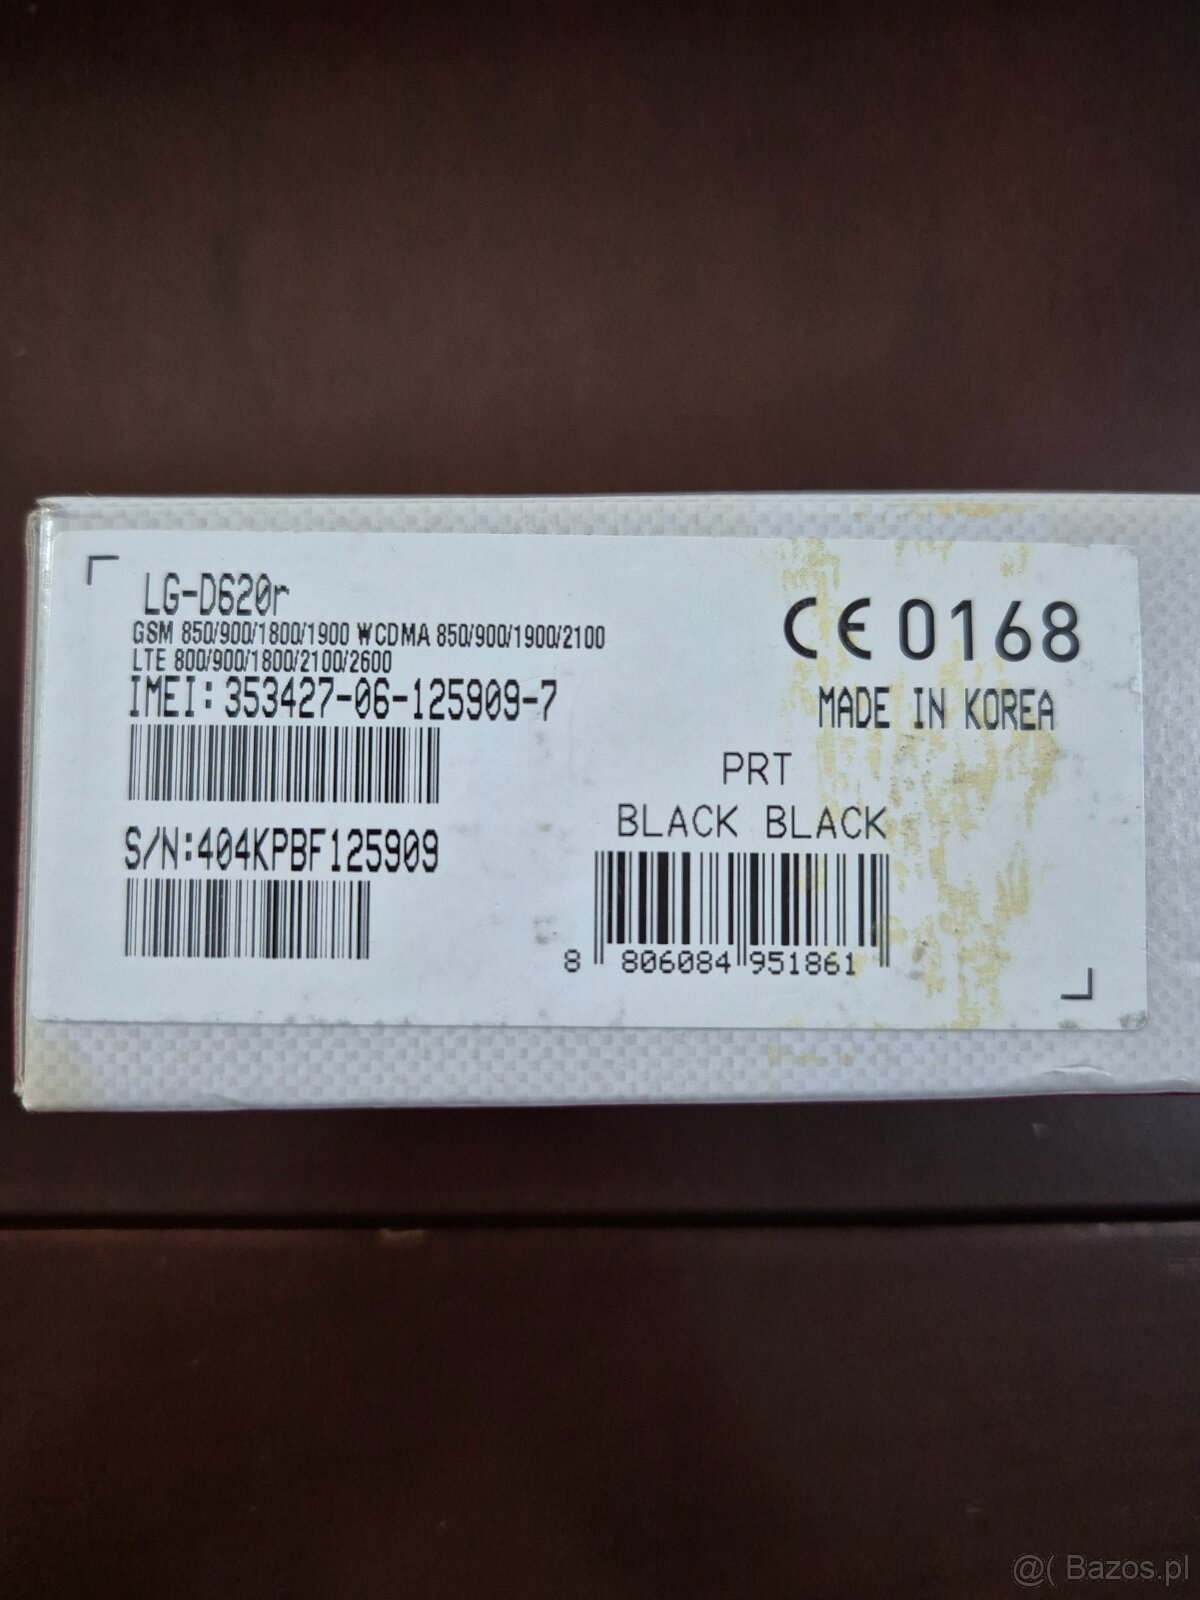 LG-D620r
GSM 850/900/1800/1900 WCDMA 850/900/1900/2100
LTE 800/900/1800/2100/2600
IMEI: 353427-06-125909-7
S/N:404KPBF125909
CE 0168
MADE IN KOREA
PRT
BLACK BLACK
8 806084 951861
@( Bazos.pl